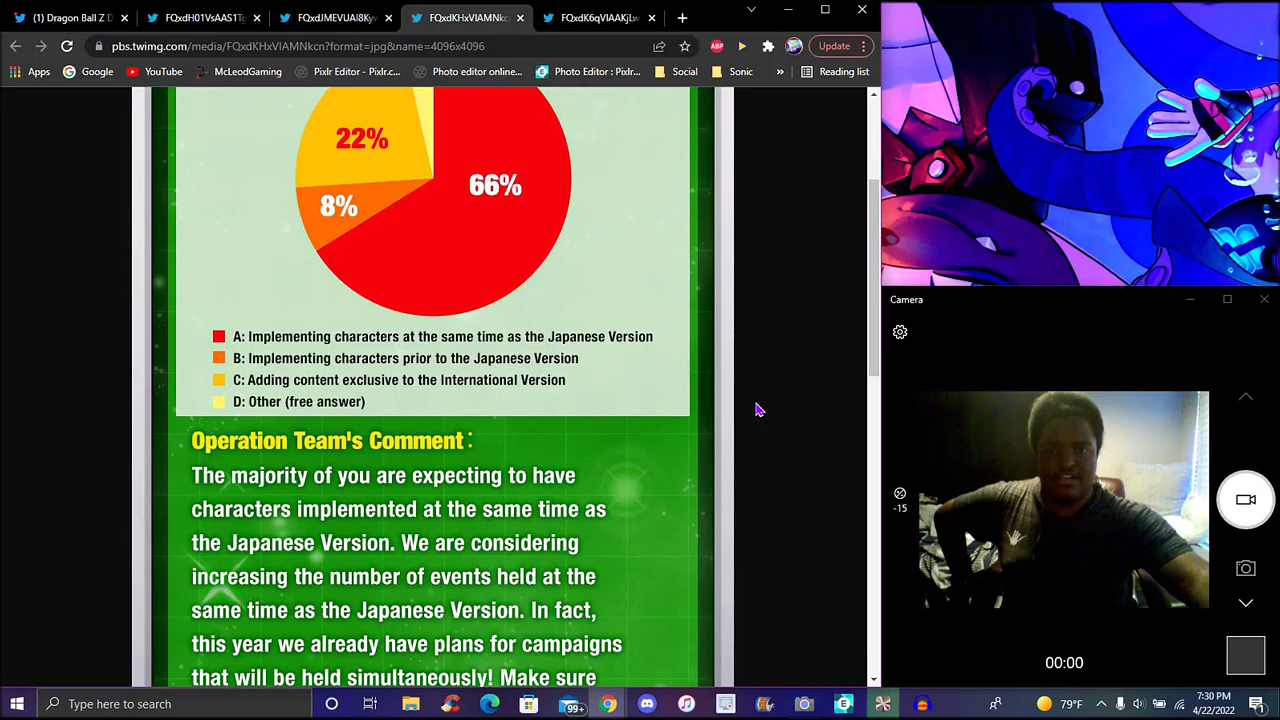 (1) Dragon Ball Z D
FQxdH01VsAAS1Tg
FQxdJMEVUAI8Kyw
FQxdKHxVIAMNkcn
FQxdK6qVIAAKjLw
pbs.twimg.com/media/FQxdKHxVIAMNkcn?format=jpg&name=4096x4096
ABP
Update
Apps
Google
YouTube
McLeodGaming
Pixlr Editor - Pixlr.c...
Photo editor online...
Photo Editor : Pixlr...
Social
Sonic
»
Reading list
22%
66%
8%
A: Implementing characters at the same time as the Japanese Version
B: Implementing characters prior to the Japanese Version
C: Adding content exclusive to the International Version
D: Other (free answer)
Operation Team's Comment:
The majority of you are expecting to have
characters implemented at the same time as
the Japanese Version. We are considering
increasing the number of events held at the
same time as the Japanese Version. In fact,
this year we already have plans for campaigns
that will be held simultaneously! Make sure
Camera
-15
00:00
Type here to search
99+
79°F
7:30 PM
4/22/2022
1